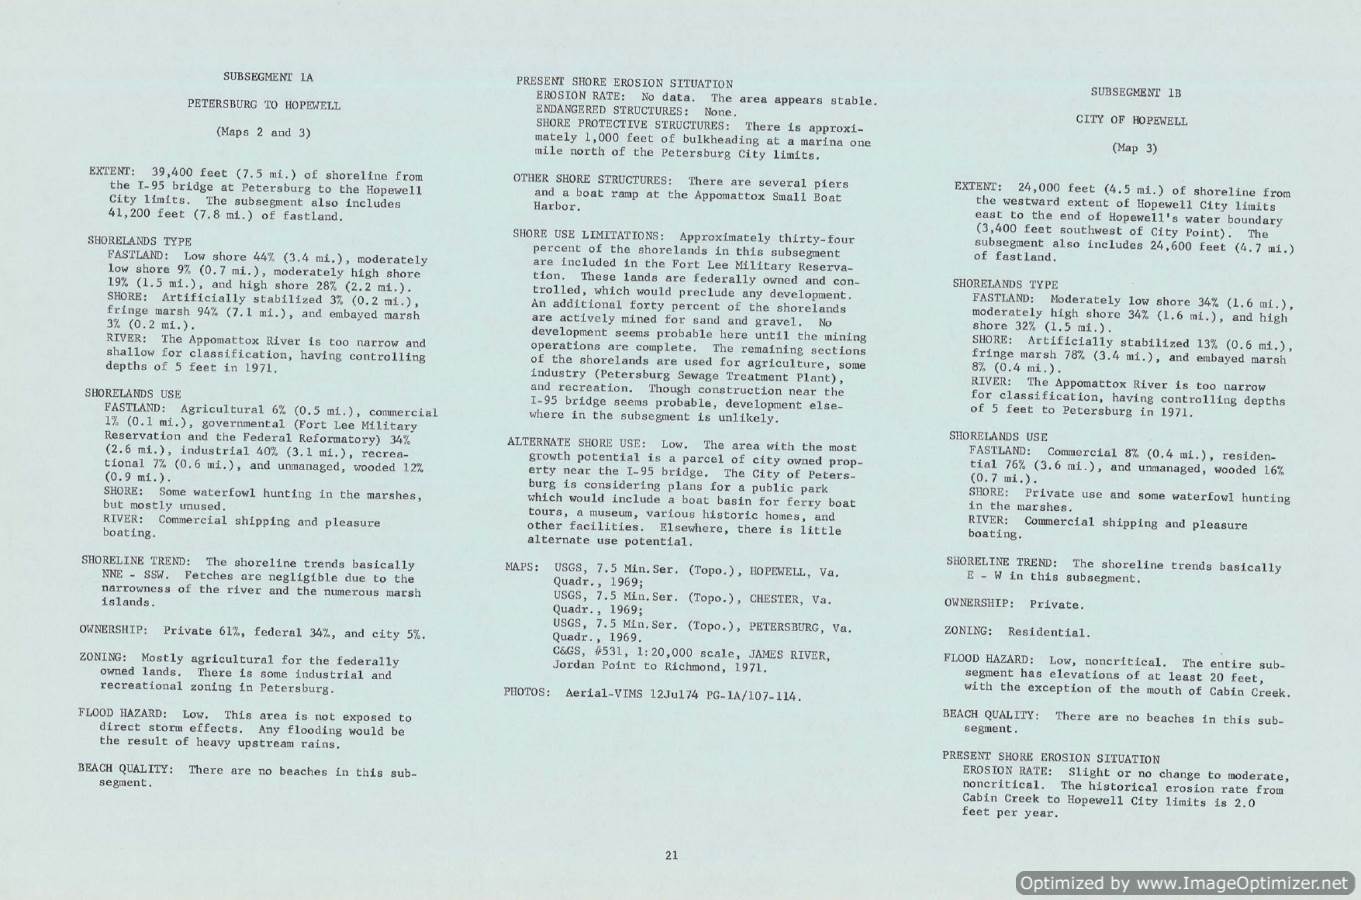 SUBSEGMENT 1A
PETERSBURG TO HOPEWELL
(Maps 2 and 3)
EXTENT: 39,400 feet (7.5 mi.) of shoreline from
the I-95 bridge at Petersburg to the Hopewell
City limits. The subsegment also includes
41,200 feet (7.8 mi.) of fastland.
SHORELANDS TYPE
FASTLAND: Low shore 44% (3.4 mi.), moderately
low shore 9% (0.7 mi.), moderately high shore
19% (1.5 mi.), and high shore 28% (2.2 mi.).
SHORE: Artificially stabilized 3% (0.2 mi.),
fringe marsh 94% (7.1 mi.), and embayed marsh
3% (0.2 mi.).
RIVER: The Appomattox River is too narrow and
shallow for classification, having controlling
depths of 5 feet in 1971.
SHORELANDS USE
FASTLAND: Agricultural 6% (0.5 mi.), commercial
1% (0.1 mi.), governmental (Fort Lee Military
Reservation and the Federal Reformatory) 34%
(2.6 mi.), industrial 40% (3.1 mi.), recrea-
tional 7% (0.6 mi.), and unmanaged, wooded 12%
(0.9 mi.).
SHORE: Some waterfowl hunting in the marshes,
but mostly unused.
RIVER: Commercial shipping and pleasure
boating.
SHORELINE TREND: The shoreline trends basically
NNE - SSW. Fetches are negligible due to the
narrowness of the river and the numerous marsh
islands.
OWNERSHIP: Private 61%, federal 34%, and city 5%.
ZONING: Mostly agricultural for the federally
owned lands. There is some industrial and
recreational zoning in Petersburg.
FLOOD HAZARD: Low. This area is not exposed to
direct storm effects. Any flooding would be
the result of heavy upstream rains.
BEACH QUALITY: There are no beaches in this sub-
segment.
PRESENT SHORE EROSION SITUATION
EROSION RATE: No data. The area appears stable.
ENDANGERED STRUCTURES: None.
SHORE PROTECTIVE STRUCTURES: There is approxi-
mately 1,000 feet of bulkheading at a marina one
mile north of the Petersburg City limits.
OTHER SHORE STRUCTURES: There are several piers
and a boat ramp at the Appomattox Small Boat
Harbor.
SHORE USE LIMITATIONS: Approximately thirty-four
percent of the shorelands in this subsegment
are included in the Fort Lee Military Reserva-
tion. These lands are federally owned and con-
trolled, which would preclude any development.
An additional forty percent of the shorelands
are actively mined for sand and gravel. No
development seems probable here until the mining
operations are complete. The remaining sections
of the shorelands are used for agriculture, some
industry (Petersburg Sewage Treatment Plant),
and recreation. Though construction near the
I-95 bridge seems probable, development else-
where in the subsegment is unlikely.
ALTERNATE SHORE USE: Low. The area with the most
growth potential is a parcel of city owned prop-
erty near the I-95 bridge. The City of Peters-
burg is considering plans for a public park
which would include a boat basin for ferry boat
tours, a museum, various historic homes, and
other facilities. Elsewhere, there is little
alternate use potential.
MAPS: USGS, 7.5 Min.Ser. (Topo.), HOPEWELL, Va.
Quadr., 1969;
USGS, 7.5 Min.Ser. (Topo.), CHESTER, Va.
Quadr., 1969;
USGS, 7.5 Min.Ser. (Topo.), PETERSBURG, Va.
Quadr., 1969.
C&GS, #531, 1:20,000 scale, JAMES RIVER,
Jordan Point to Richmond, 1971.
PHOTOS: Aerial-VIMS 12Jul74 PG-1A/107-114.
SUBSEGMENT 1B
CITY OF HOPEWELL
(Map 3)
EXTENT: 24,000 feet (4.5 mi.) of shoreline from
the westward extent of Hopewell City limits
east to the end of Hopewell's water boundary
(3,400 feet southwest of City Point). The
subsegment also includes 24,600 feet (4.7 mi.)
of fastland.
SHORELANDS TYPE
FASTLAND: Moderately low shore 34% (1.6 mi.),
moderately high shore 34% (1.6 mi.), and high
shore 32% (1.5 mi.).
SHORE: Artificially stabilized 13% (0.6 mi.),
fringe marsh 78% (3.4 mi.), and embayed marsh
8% (0.4 mi.).
RIVER: The Appomattox River is too narrow
for classification, having controlling depths
of 5 feet to Petersburg in 1971.
SHORELANDS USE
FASTLAND: Commercial 8% (0.4 mi.), residen-
tial 76% (3.6 mi.), and unmanaged, wooded 16%
(0.7 mi.).
SHORE: Private use and some waterfowl hunting
in the marshes.
RIVER: Commercial shipping and pleasure
boating.
SHORELINE TREND: The shoreline trends basically
E - W in this subsegment.
OWNERSHIP: Private.
ZONING: Residential.
FLOOD HAZARD: Low, noncritical. The entire sub-
segment has elevations of at least 20 feet,
with the exception of the mouth of Cabin Creek.
BEACH QUALITY: There are no beaches in this sub-
segment.
PRESENT SHORE EROSION SITUATION
EROSION RATE: Slight or no change to moderate,
noncritical. The historical erosion rate from
Cabin Creek to Hopewell City limits is 2.0
feet per year.
21
Optimized by www.ImageOptimizer.net